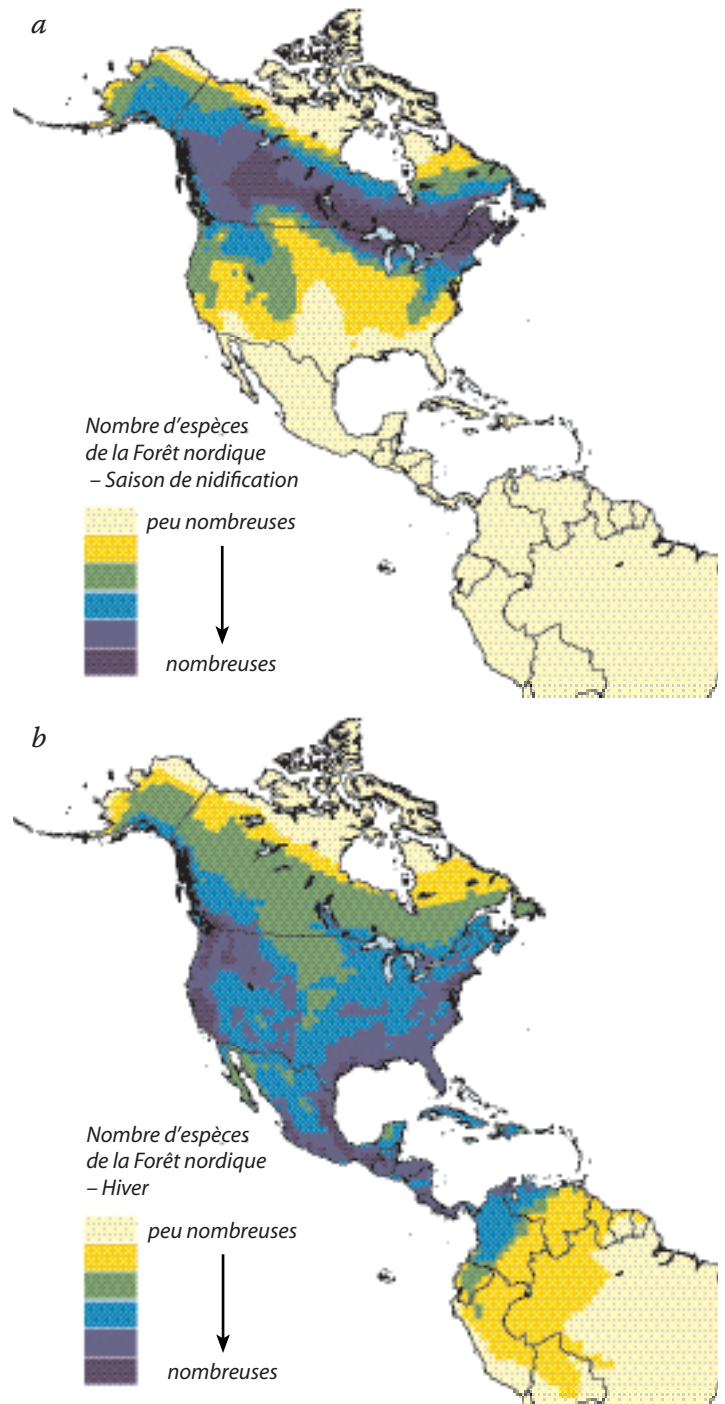 a
Nombre d'espèces
de la Forêt nordique
– Saison de nidification
peu nombreuses
nombreuses
b
Nombre d'espèces
de la Forêt nordique
– Hiver
peu nombreuses
nombreuses